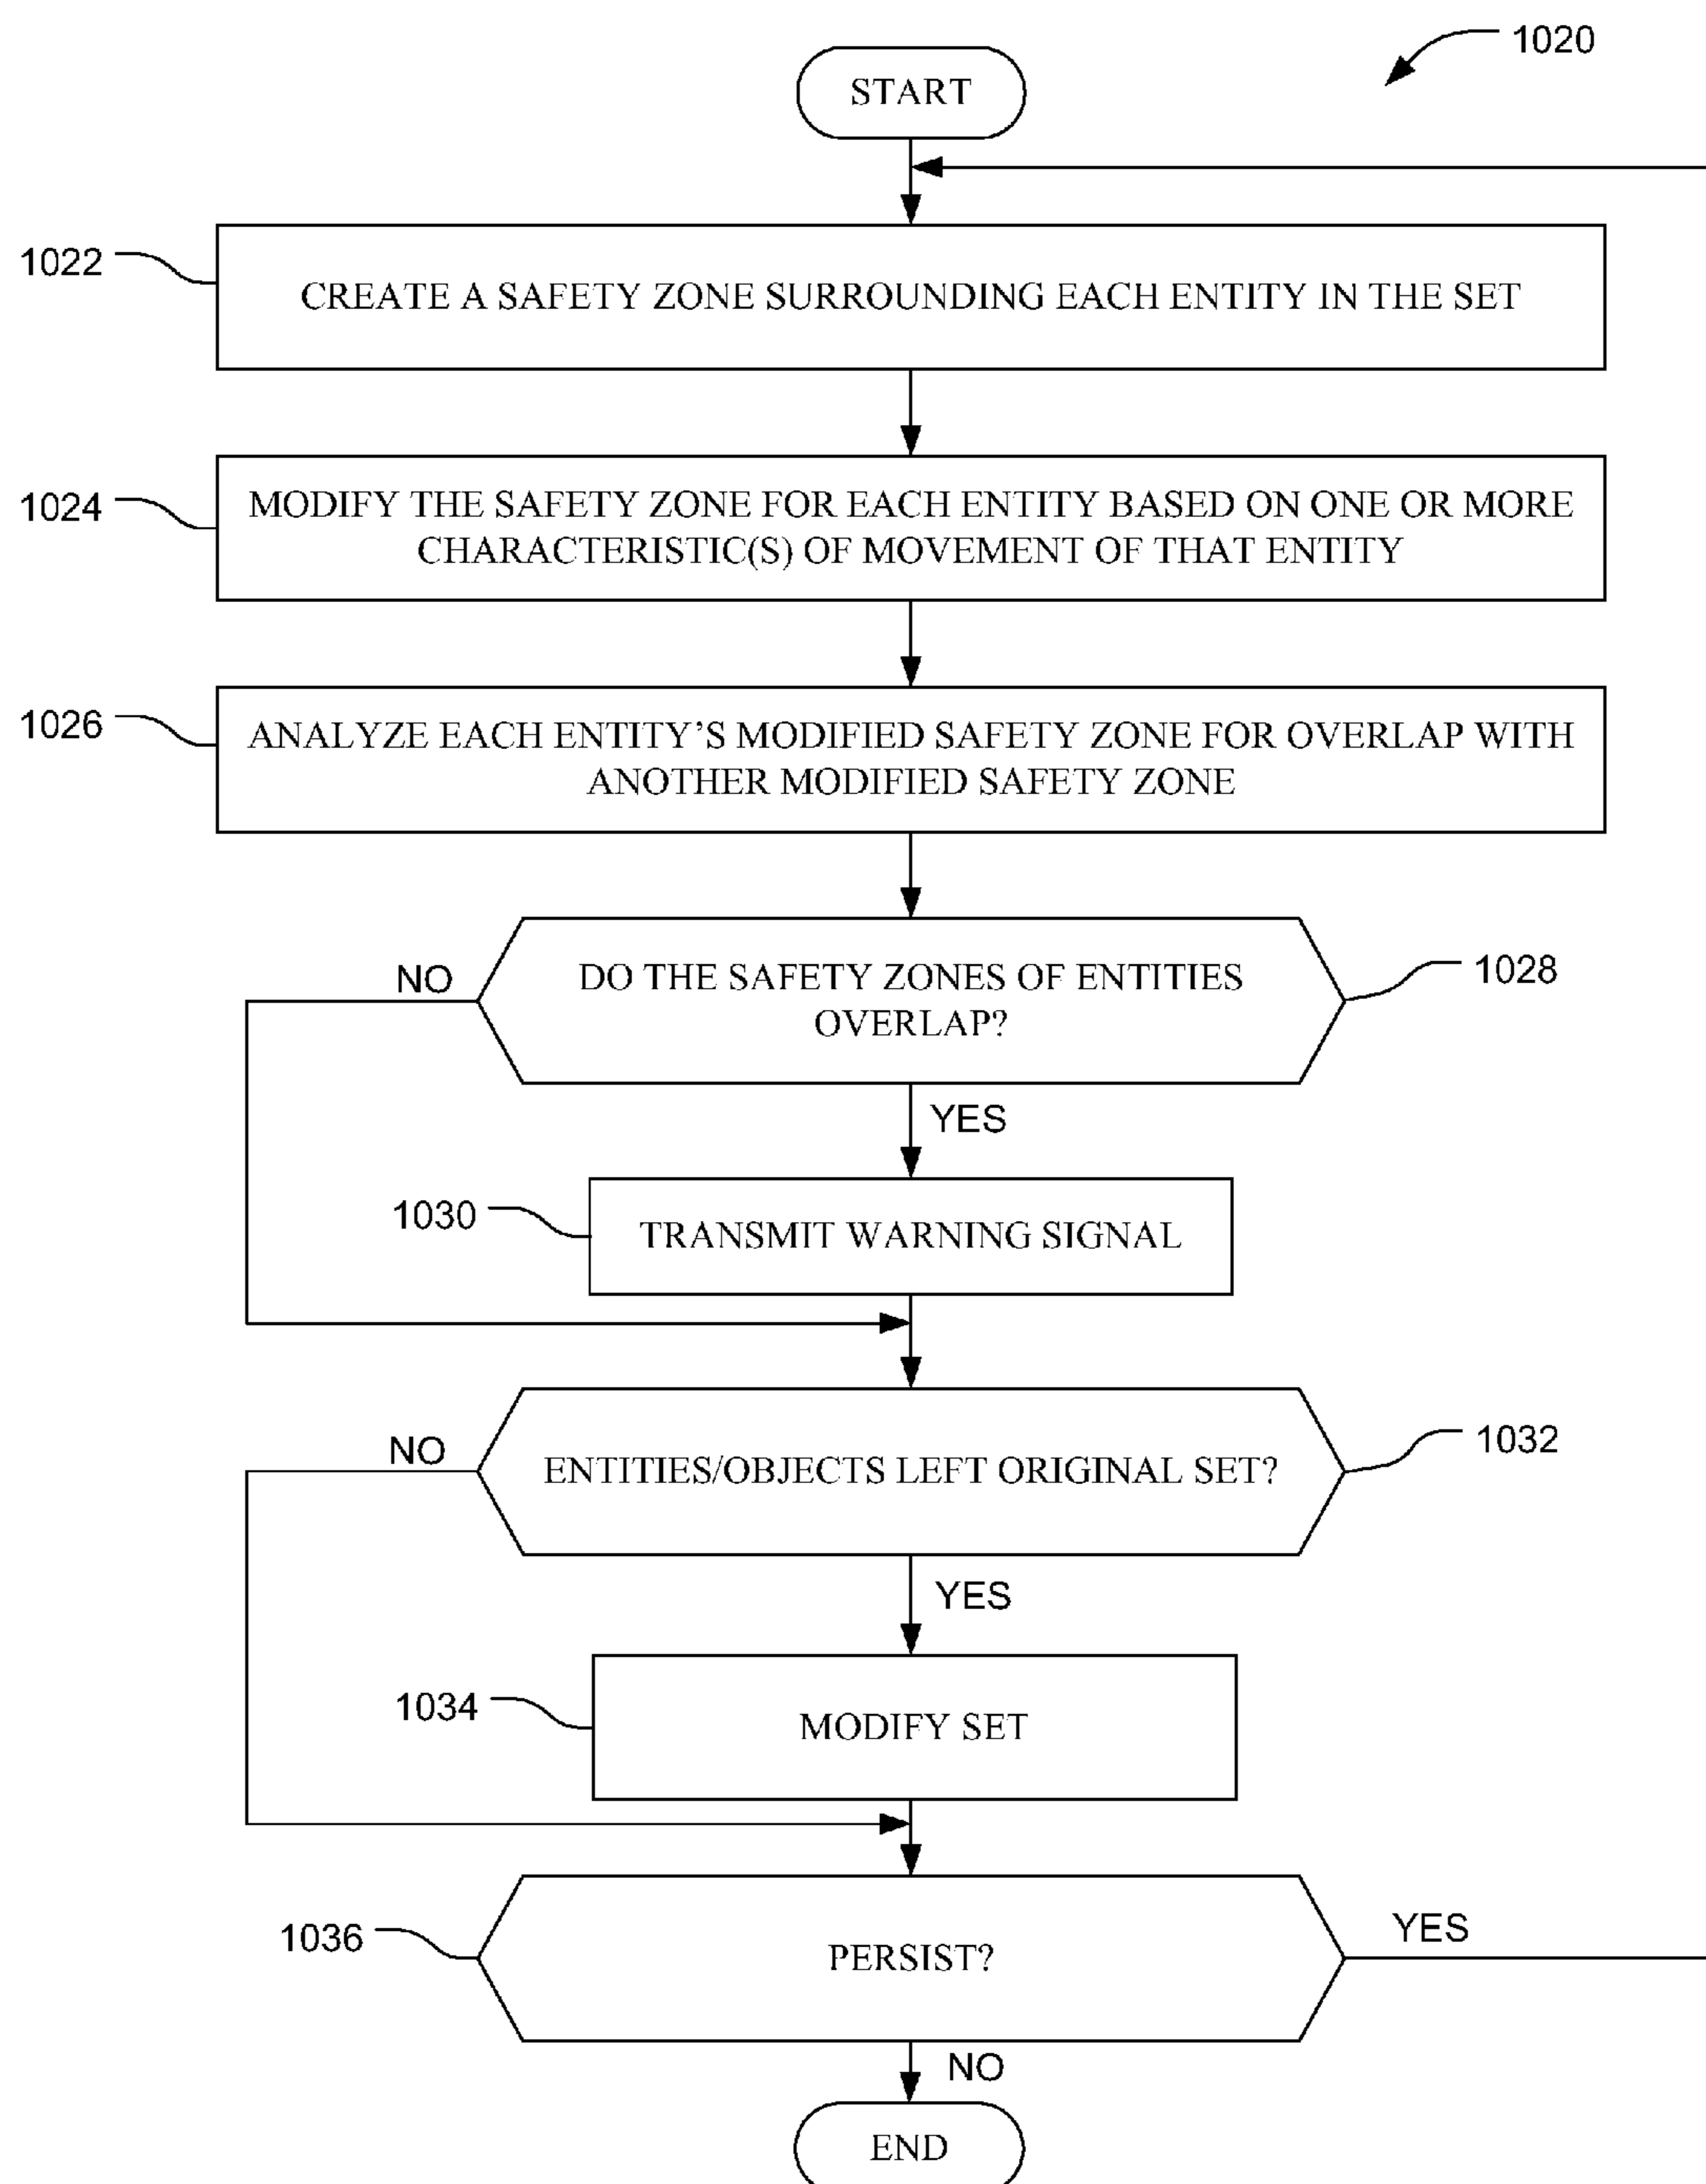 1020
START
1022
CREATE A SAFETY ZONE SURROUNDING EACH ENTITY IN THE SET
1024
MODIFY THE SAFETY ZONE FOR EACH ENTITY BASED ON ONE OR MORE
CHARACTERISTIC(S) OF MOVEMENT OF THAT ENTITY
1026
ANALYZE EACH ENTITY’S MODIFIED SAFETY ZONE FOR OVERLAP WITH
ANOTHER MODIFIED SAFETY ZONE
NO
DO THE SAFETY ZONES OF ENTITIES
OVERLAP?
1028
YES
1030
TRANSMIT WARNING SIGNAL
NO
ENTITIES/OBJECTS LEFT ORIGINAL SET?
1032
YES
1034
MODIFY SET
1036
PERSIST?
YES
NO
END